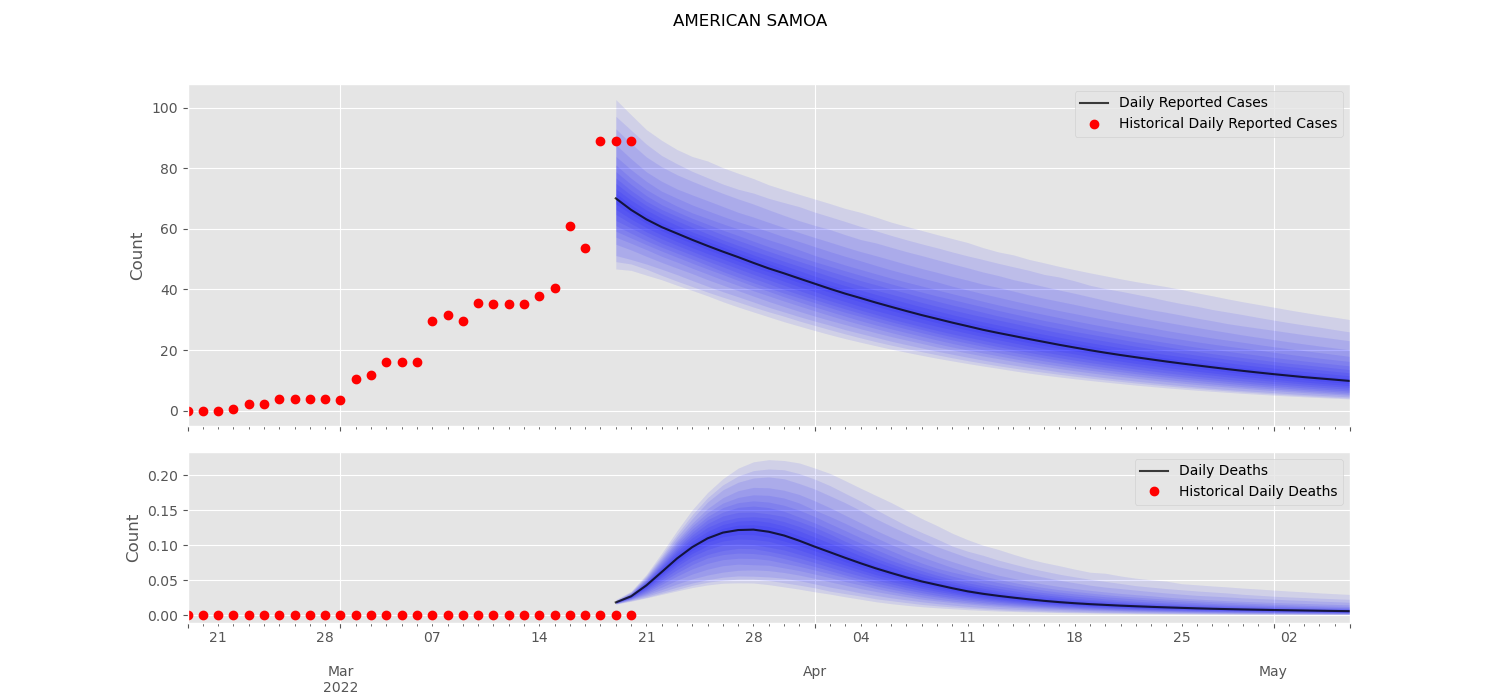 AMERICAN SAMOA
Count
100
80
60
40
20
0
Daily Reported Cases
Historical Daily Reported Cases
Count
0.20
0.15
0.10
0.05
0.00
Daily Deaths
Historical Daily Deaths
21 28 07 14 21 28 04 11 18 25 02
Mar Apr May
2022